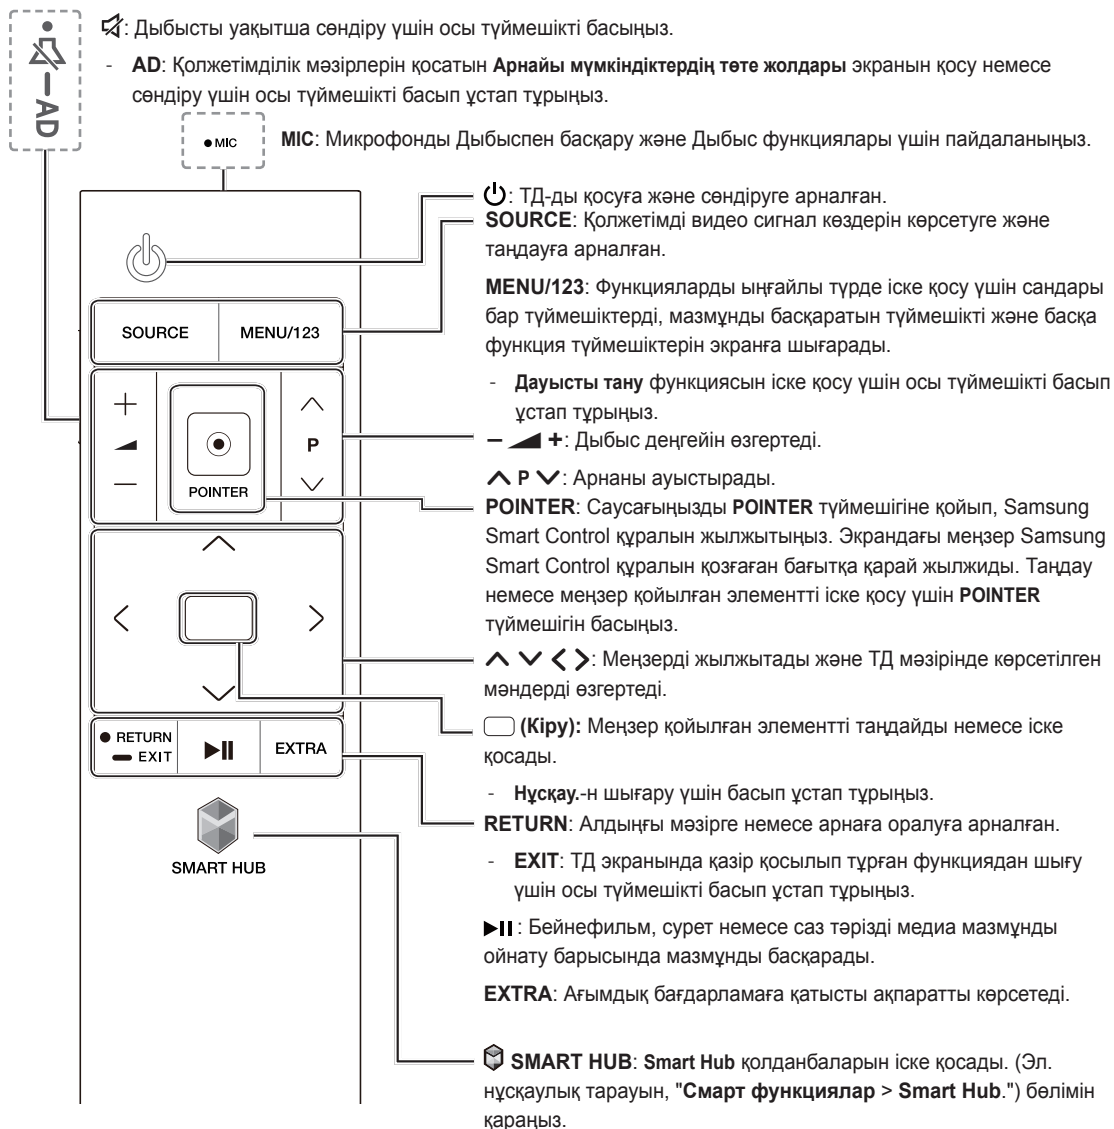 : Дыбысты уақытша сөндіру үшін осы түймешікті басыңыз.
- AD: Қолжетімділік мәзірлерін қосатын Арнайы мүмкіндіктердің төте жолдары экранын қосу немесе
сөндіру үшін осы түймешікті басып ұстап тұрыңыз.
AD
MIC
MIC: Микрофонды Дыбыспен басқару және Дыбыс функциялары үшін пайдаланыңыз.
: ТД-ды қосуға және сөндіруге арналған.
SOURCE: Қолжетімді видео сигнал көздерін көрсетуге және
таңдауға арналған.
MENU/123: Функцияларды ыңғайлы түрде іске қосу үшін сандары
бар түймешіктерді, мазмұнды басқаратын түймешікті және басқа
функция түймешіктерін экранға шығарады.
- Дауысты тану функциясын іске қосу үшін осы түймешікті басып
ұстап тұрыңыз.
− +: Дыбыс деңгейін өзгертеді.
P : Арнаны ауыстырады.
POINTER: Саусағыңызды POINTER түймешігіне қойып, Samsung
Smart Control құралын жылжытыңыз. Экрандағы меңзер Samsung
Smart Control құралын қозғаған бағытқа қарай жылжиды. Таңдау
немесе меңзер қойылған элементті іске қосу үшін POINTER
түймешігін басыңыз.
: Меңзерді жылжытады және ТД мәзірінде көрсетілген
мәндерді өзгертеді.
(Кіру): Меңзер қойылған элементті таңдайды немесе іске
қосады.
- Нұсқау.-н шығару үшін басып ұстап тұрыңыз.
RETURN: Алдыңғы мәзірге немесе арнаға оралуға арналған.
- EXIT: ТД экранында қазір қосылып тұрған функциядан шығу
үшін осы түймешікті басып ұстап тұрыңыз.
: Бейнефильм, сурет немесе саз тәрізді медиа мазмұнды
ойнату барысында мазмұнды басқарады.
EXTRA: Ағымдық бағдарламаға қатысты ақпаратты көрсетеді.
SMART HUB: Smart Hub қолданбаларын іске қосады. (Эл.
нұсқаулық тарауын, "Смарт функциялар > Smart Hub.") бөлімін
қараңыз.
SOURCE
MENU/123
P
POINTER
RETURN
EXIT
EXTRA
SMART HUB